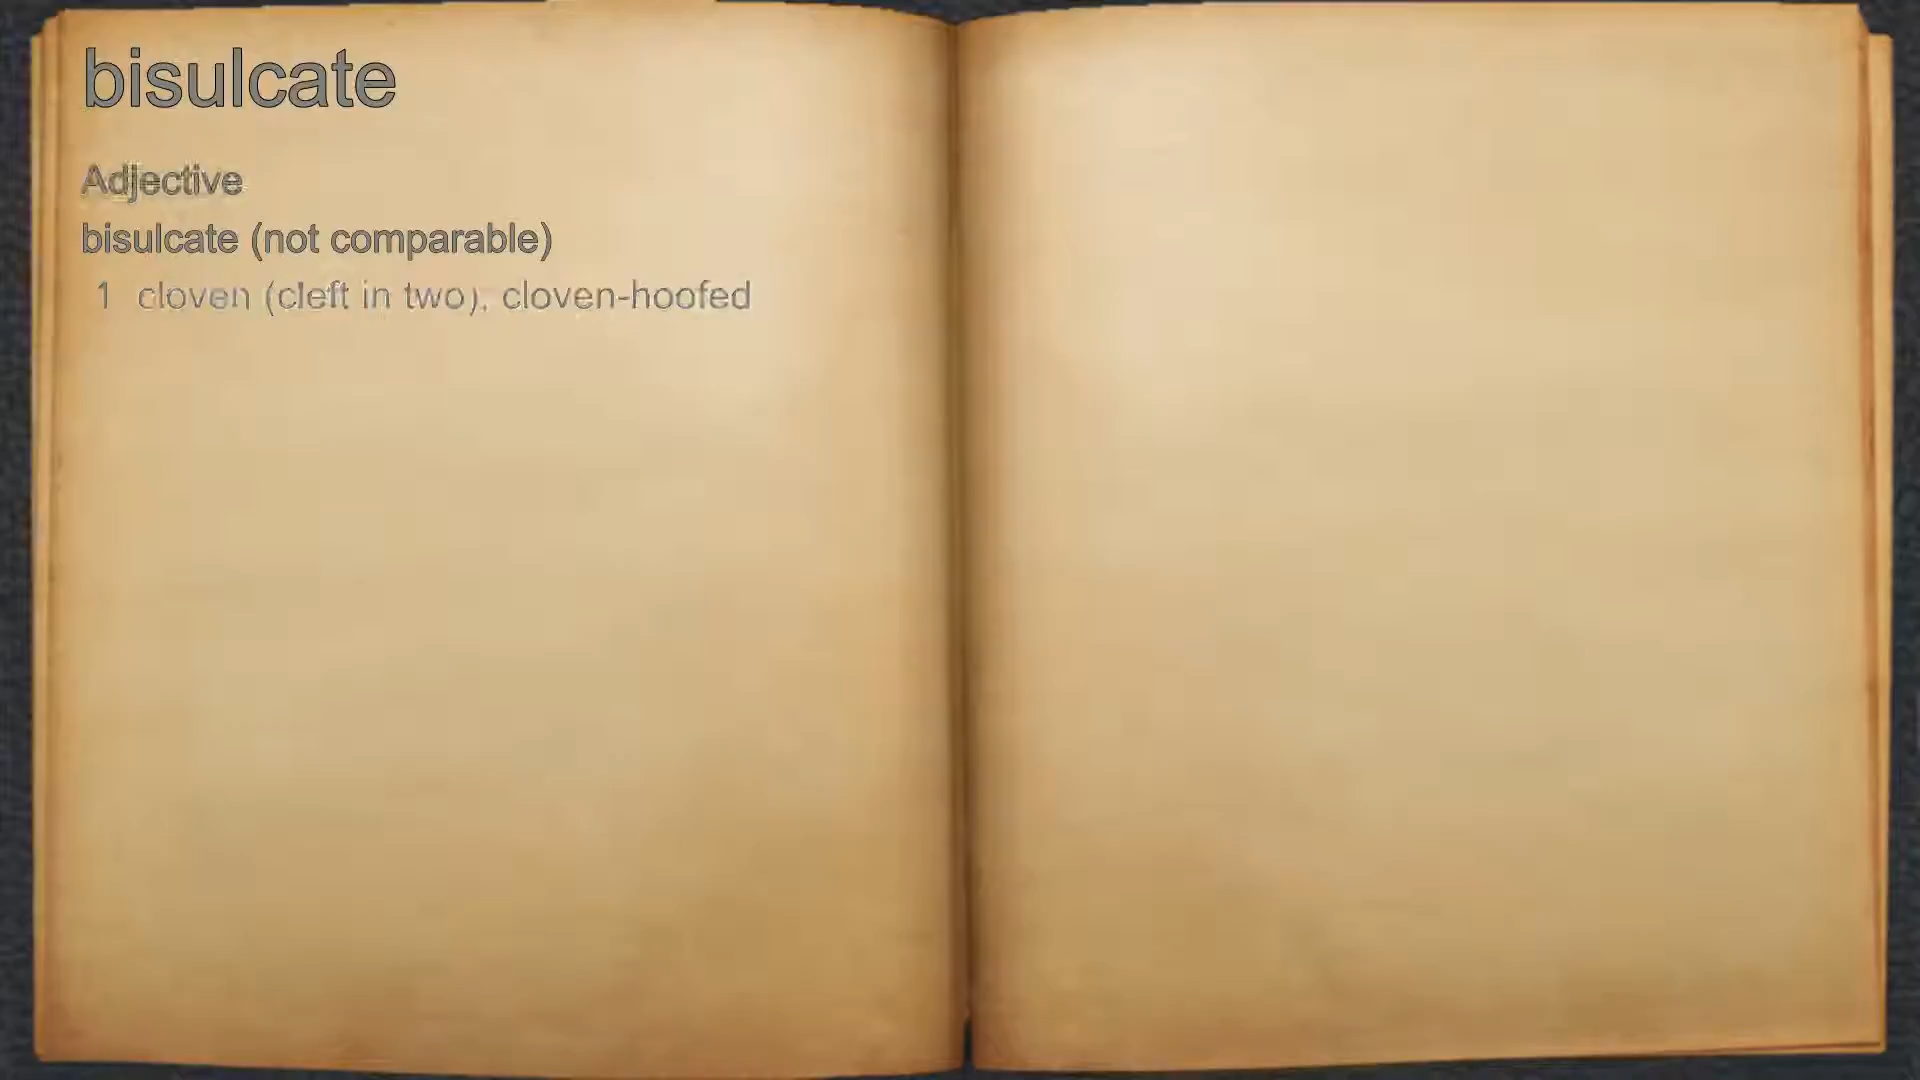 bisulcate
Adjective
bisulcate (not comparable)
1 cloven (cleft in two), cloven-hoofed